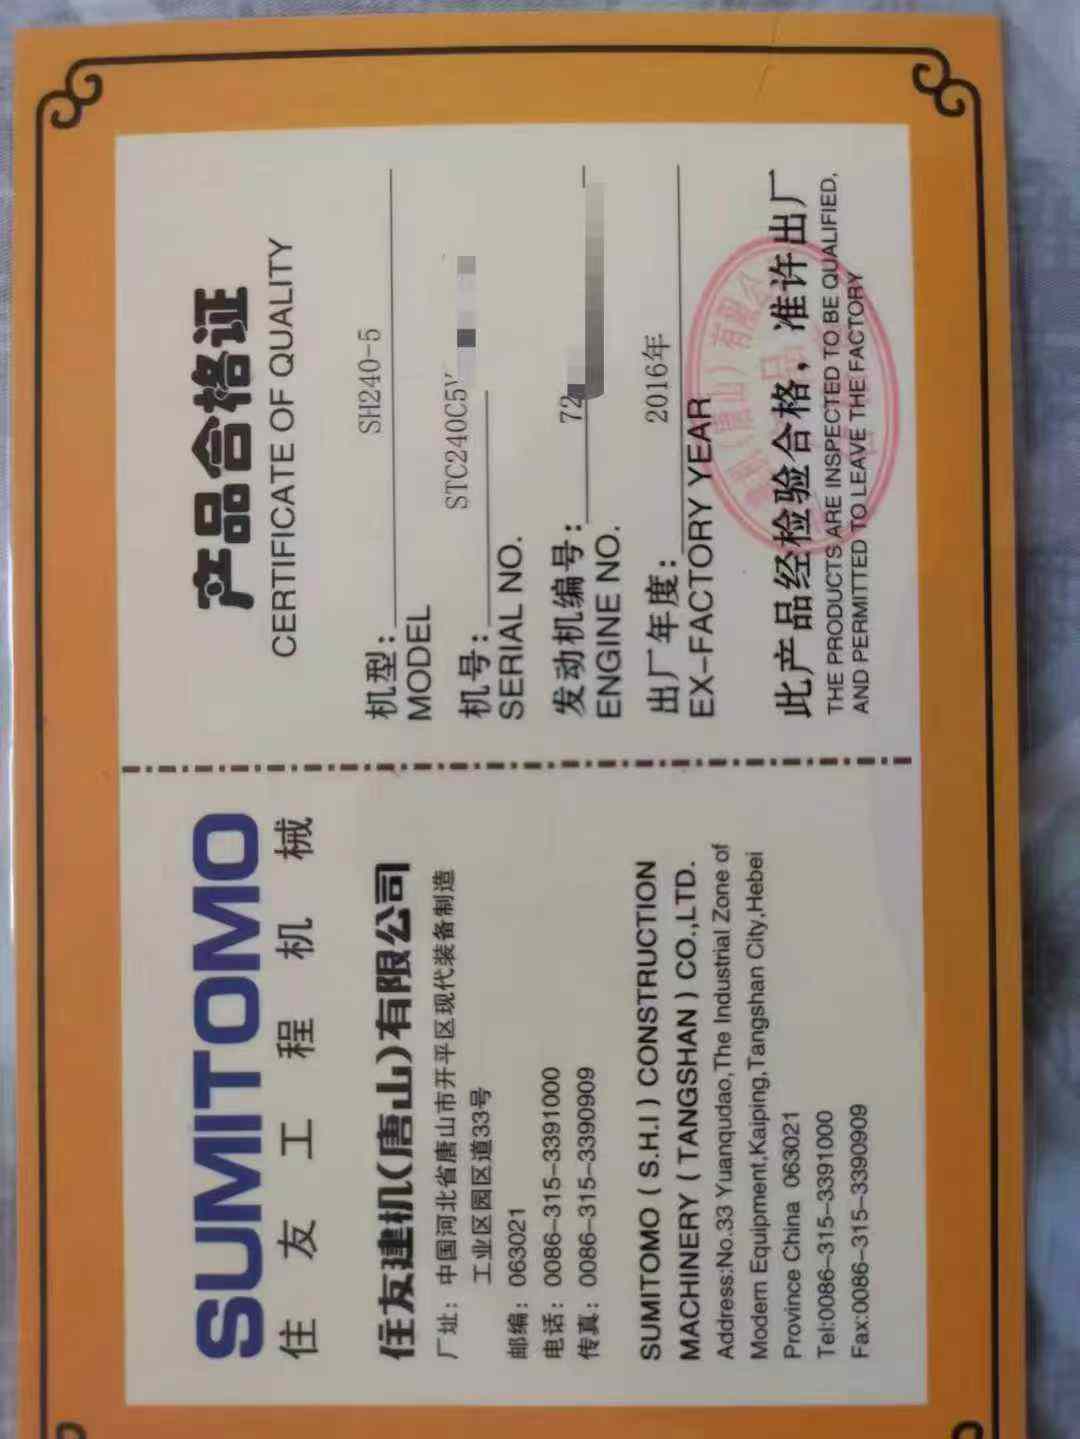 SUMITOMO
住友工程机械
住友建机(唐山)有限公司
厂址：中国河北省唐山市开平区现代装备制造
工业区园区道33号
邮编：063021
电话：0086-315-3391000
传真：0086-315-3390909
SUMITOMO ( S.H.I ) CONSTRUCTION
MACHINERY ( TANGSHAN ) CO.,LTD.
Address:No.33 Yuanqudao,The Industrial Zone of
Modern Equipment,Kaiping,Tangshan City,Hebei
Province China 063021
Tel:0086-315-3391000
Fax:0086-315-3390909
产品合格证
CERTIFICATE OF QUALITY
机型：SH240-5
MODEL
机号：STC240C5
SERIAL NO.
发动机编号：72
ENGINE NO.
出厂年度：2016年
EX-FACTORY YEAR
此产品经检验合格，准许出厂
THE PRODUCTS ARE INSPECTED TO BE QUALIFIED,
AND PERMITTED TO LEAVE THE FACTORY
(唐山)有限公